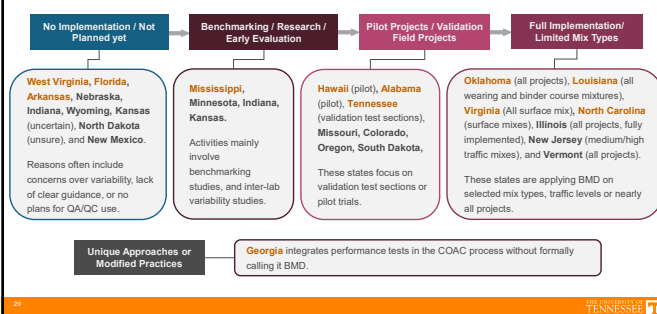 No Implementation / Not
Planned yet
Benchmarking / Research /
Early Evaluation
Pilot Projects / Validation
Field Projects
Full Implementation/
Limited Mix Types
West Virginia, Florida,
Arkansas, Nebraska,
Indiana, Wyoming, Kansas
(uncertain), North Dakota
(unsure), and New Mexico.
Reasons often include
concerns over variability, lack
of clear guidance, or no
plans for QA/QC use.
Mississippi,
Minnesota, Indiana,
Kansas.
Activities mainly
involve
benchmarking
studies, and inter-lab
variability studies.
Hawaii (pilot), Alabama
(pilot), Tennessee
(validation test sections),
Missouri, Colorado,
Oregon, South Dakota,
These states focus on
validation test sections or
pilot trials.
Oklahoma (all projects), Louisiana (all
wearing and binder course mixtures),
Virginia (All surface mix), North Carolina
(surface mixes), Illinois (all projects, fully
implemented), New Jersey (medium/high
traffic mixes), and Vermont (all projects).
These states are applying BMD on
selected mix types, traffic levels or nearly
all projects.
Unique Approaches or
Modified Practices
Georgia integrates performance tests in the COAC process without formally
calling it BMD.
29
THE UNIVERSITY OF
TENNESSEE T